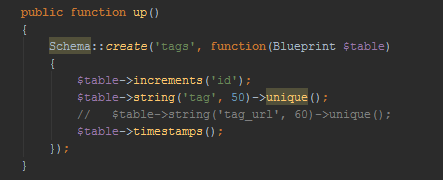 public function up()
{
Schema::create('tags', function(Blueprint $table)
{
$table->increments('id');
$table->string('tag', 50)->unique();
//   $table->string('tag_url', 60)->unique();
$table->timestamps();
});
}